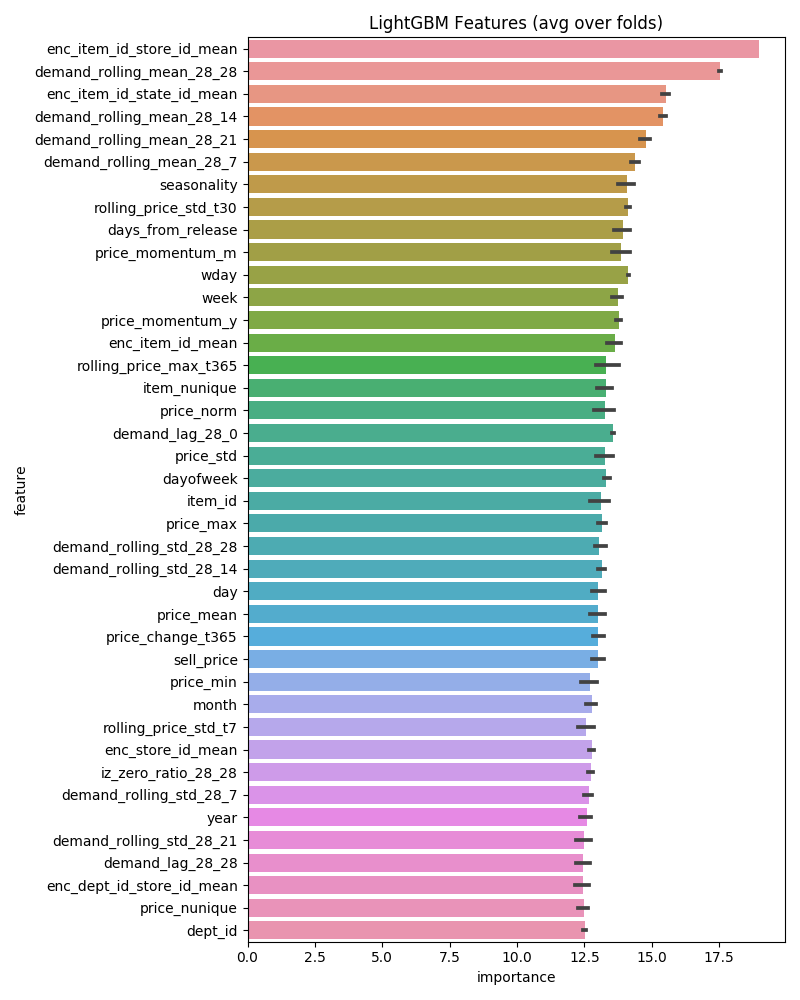 LightGBM Features (avg over folds)
enc_item_id_store_id_mean
demand_rolling_mean_28_28
enc_item_id_state_id_mean
demand_rolling_mean_28_14
demand_rolling_mean_28_21
demand_rolling_mean_28_7
seasonality
rolling_price_std_t30
days_from_release
price_momentum_m
wday
week
price_momentum_y
enc_item_id_mean
rolling_price_max_t365
item_nunique
price_norm
demand_lag_28_0
price_std
dayofweek
item_id
price_max
demand_rolling_std_28_28
demand_rolling_std_28_14
day
price_mean
price_change_t365
sell_price
price_min
month
rolling_price_std_t7
enc_store_id_mean
iz_zero_ratio_28_28
demand_rolling_std_28_7
year
demand_rolling_std_28_21
demand_lag_28_28
enc_dept_id_store_id_mean
price_nunique
dept_id
feature
0.0 2.5 5.0 7.5 10.0 12.5 15.0 17.5
importance